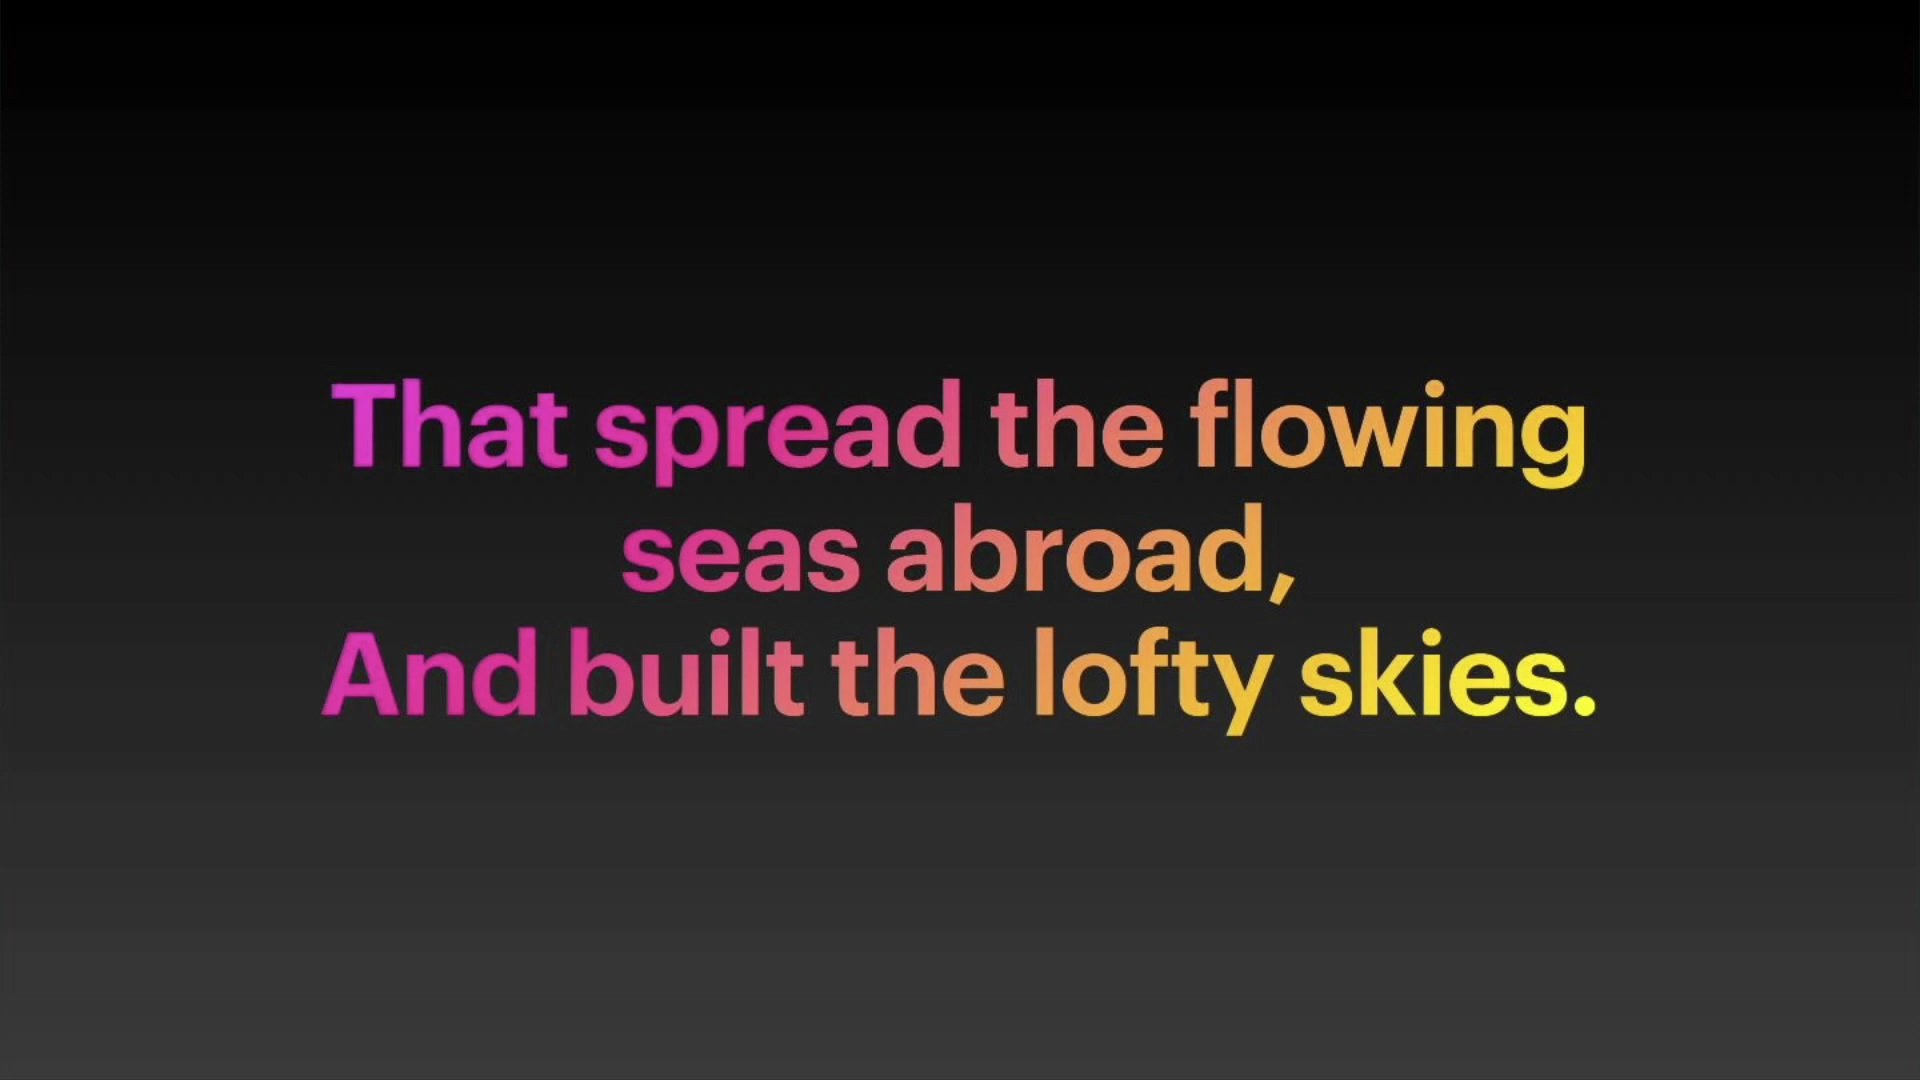 That spread the flowing
seas abroad,
And built the lofty skies.